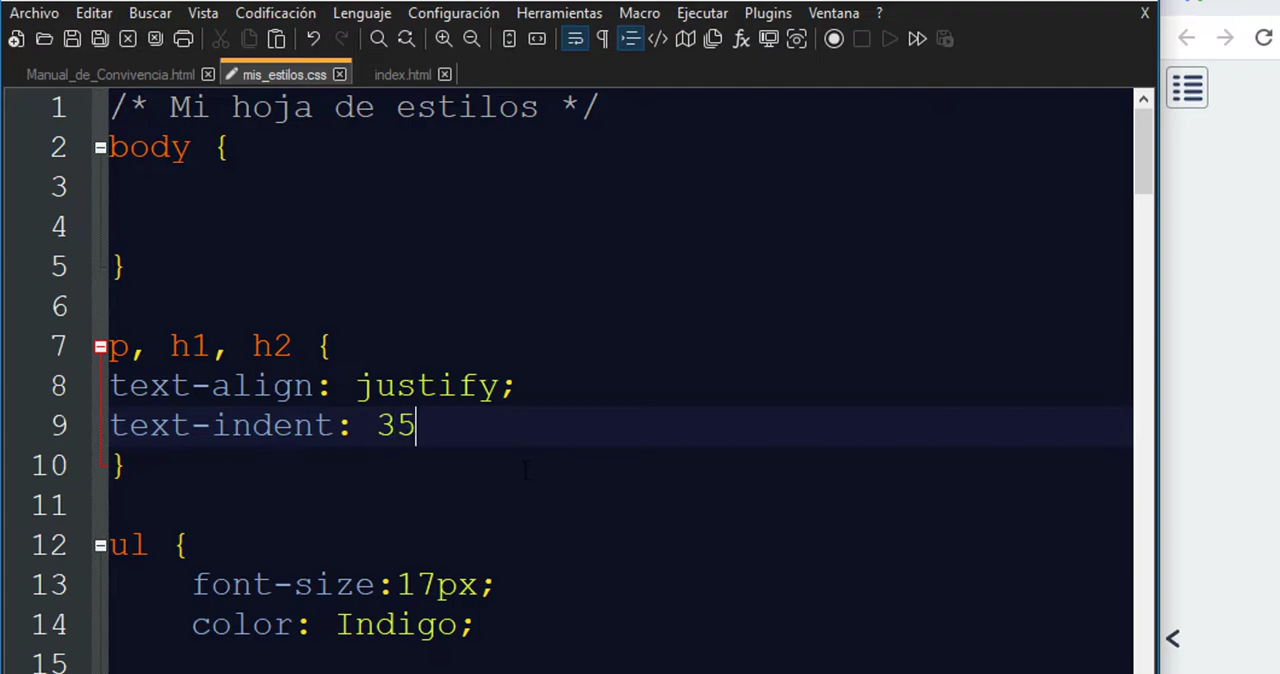 Archivo Editar Buscar Vista Codificación Lenguaje Configuración Herramientas Macro Ejecutar Plugins Ventana ? X
Manual_de_Convivencia.html mis_estilos.css index.html
1 /* Mi hoja de estilos */
2 body {
3
4
5 }
6
7 p, h1, h2 {
8 text-align: justify;
9 text-indent: 35
10 }
11
12 ul {
13 font-size:17px;
14 color: Indigo;
15